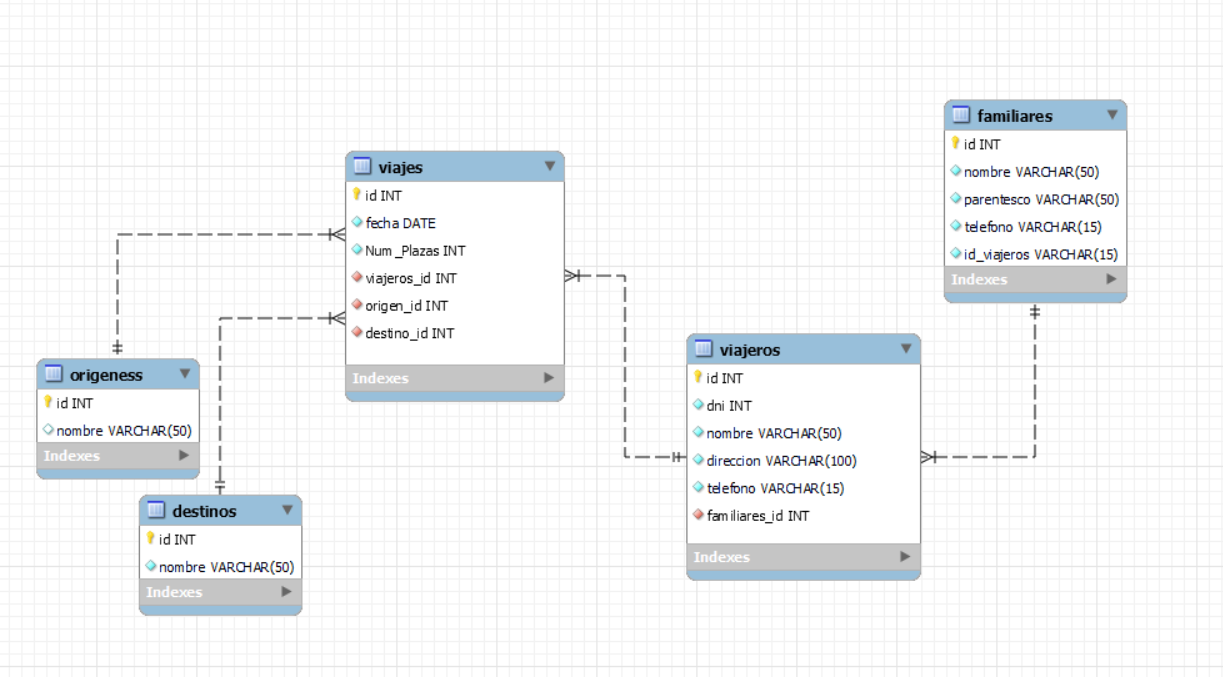 familiares
id INT
nombre VARCHAR(50)
parentesco VARCHAR(50)
telefono VARCHAR(15)
id_viajeros VARCHAR(15)
Indexes
viajes
id INT
fecha DATE
Num_Plazas INT
viajeros_id INT
origen_id INT
destino_id INT
Indexes
viajeros
id INT
dni INT
nombre VARCHAR(50)
direccion VARCHAR(100)
telefono VARCHAR(15)
familiares_id INT
Indexes
origeness
id INT
nombre VARCHAR(50)
Indexes
destinos
id INT
nombre VARCHAR(50)
Indexes